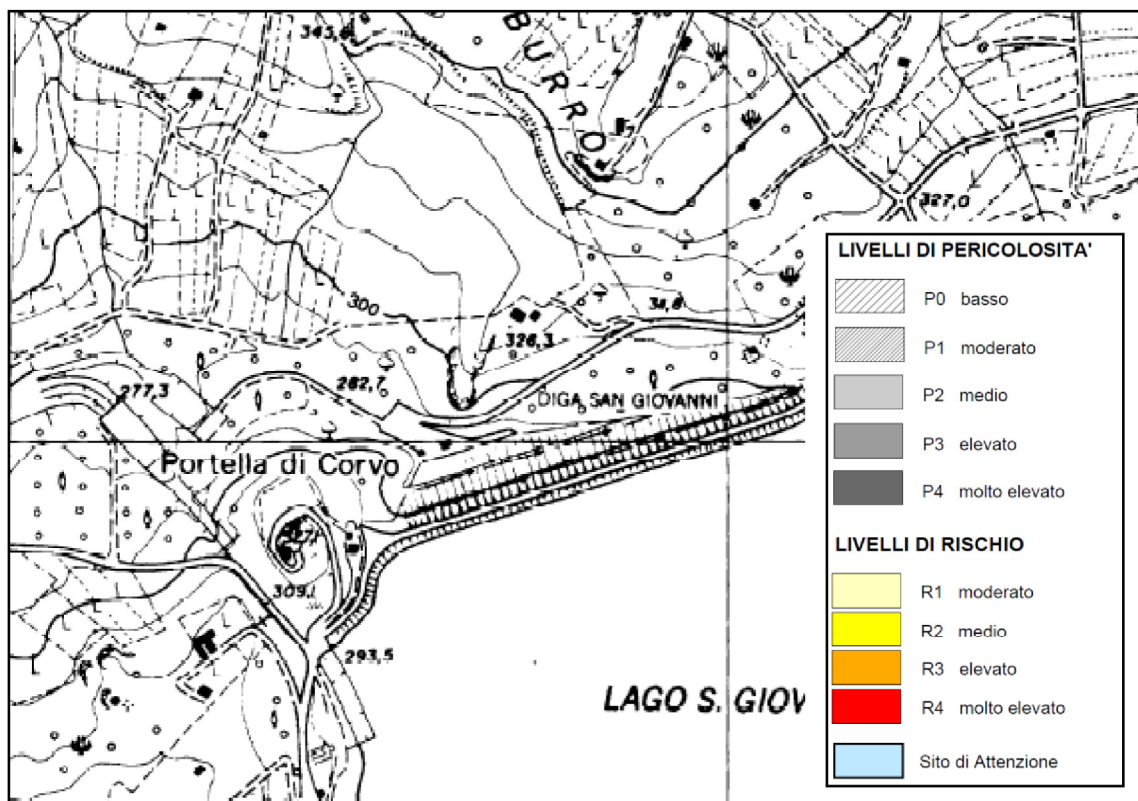 345,6
BURRO
327,0
300
326,3
282,7
277,3
DIGA SAN GIOVANNI
Portella di Corvo
309,1
293,5
LAGO S. GIOV
LIVELLI DI PERICOLOSITA'
P0 basso
P1 moderato
P2 medio
P3 elevato
P4 molto elevato
LIVELLI DI RISCHIO
R1 moderato
R2 medio
R3 elevato
R4 molto elevato
Sito di Attenzione